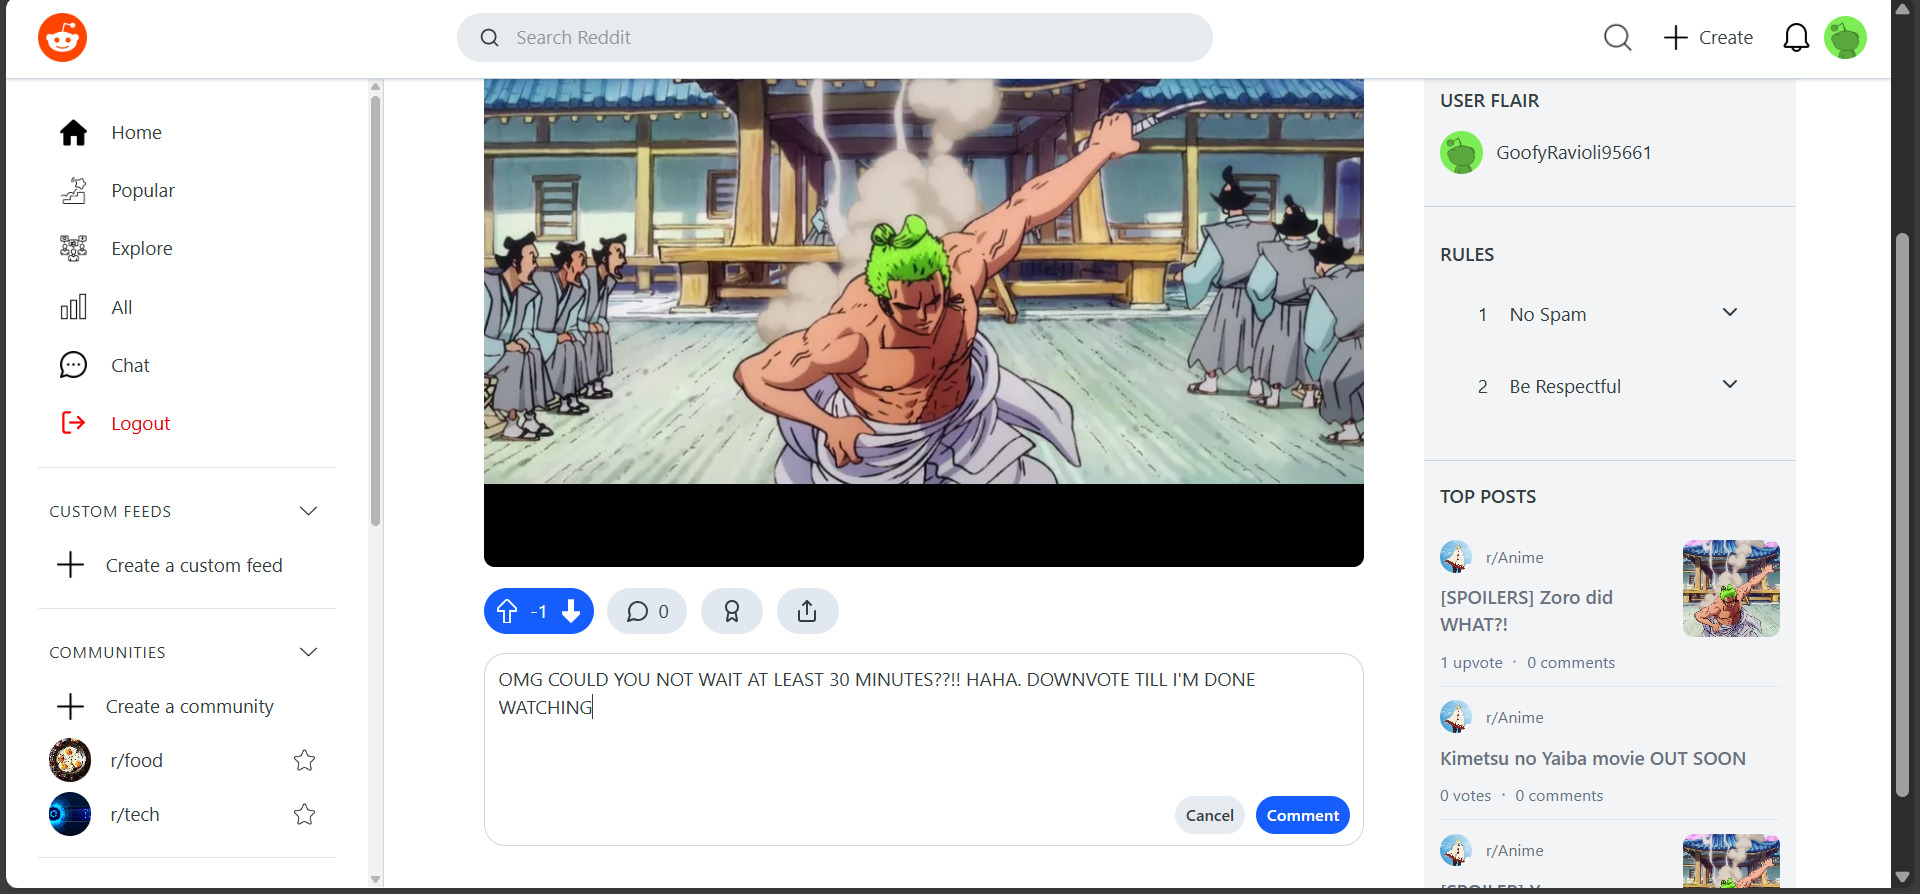 Search Reddit
Create
Home
Popular
Explore
All
Chat
Logout
CUSTOM FEEDS
Create a custom feed
COMMUNITIES
Create a community
r/food
r/tech
-1
0
OMG COULD YOU NOT WAIT AT LEAST 30 MINUTES??!! HAHA. DOWNVOTE TILL I'M DONE
WATCHING
Cancel
Comment
USER FLAIR
GoofyRavioli95661
RULES
1 No Spam
2 Be Respectful
TOP POSTS
r/Anime
[SPOILERS] Zoro did
WHAT?!
1 upvote · 0 comments
r/Anime
Kimetsu no Yaiba movie OUT SOON
0 votes · 0 comments
r/Anime